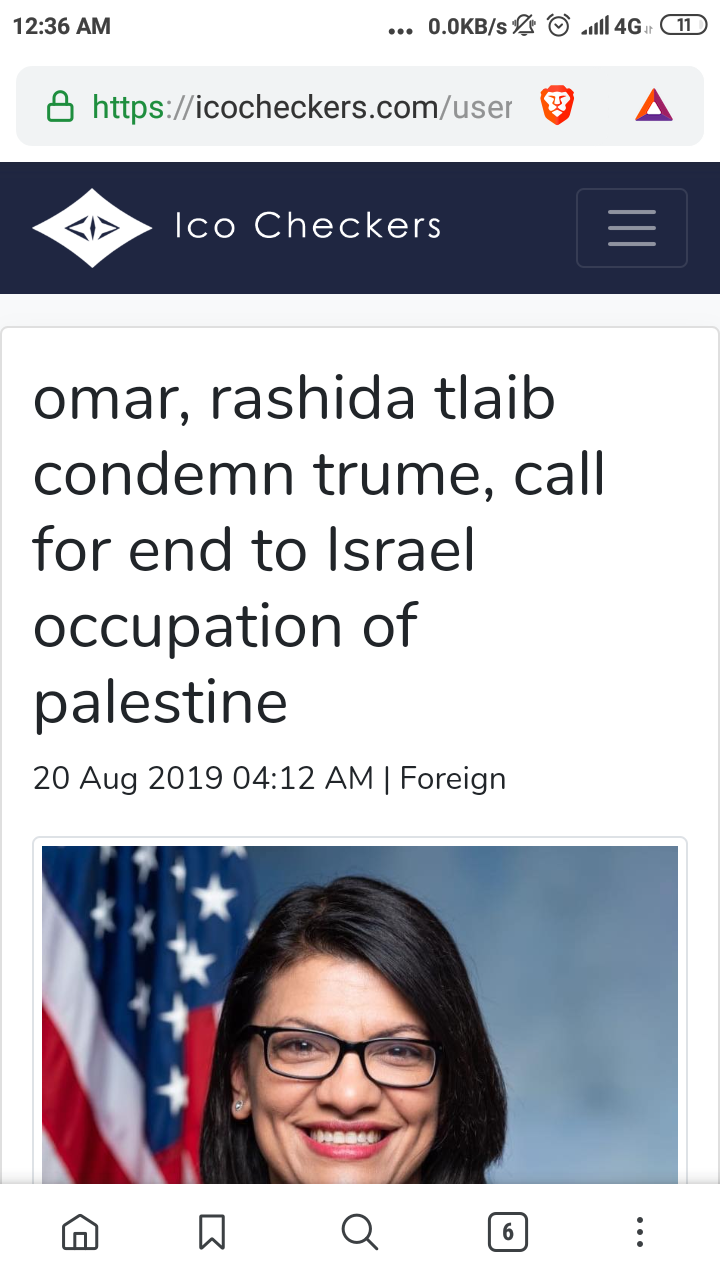 12:36 AM ... 0.0KB/s 4G 11
https://icocheckers.com/user
Ico Checkers
omar, rashida tlaib
condemn trume, call
for end to Israel
occupation of
palestine
20 Aug 2019 04:12 AM | Foreign
6